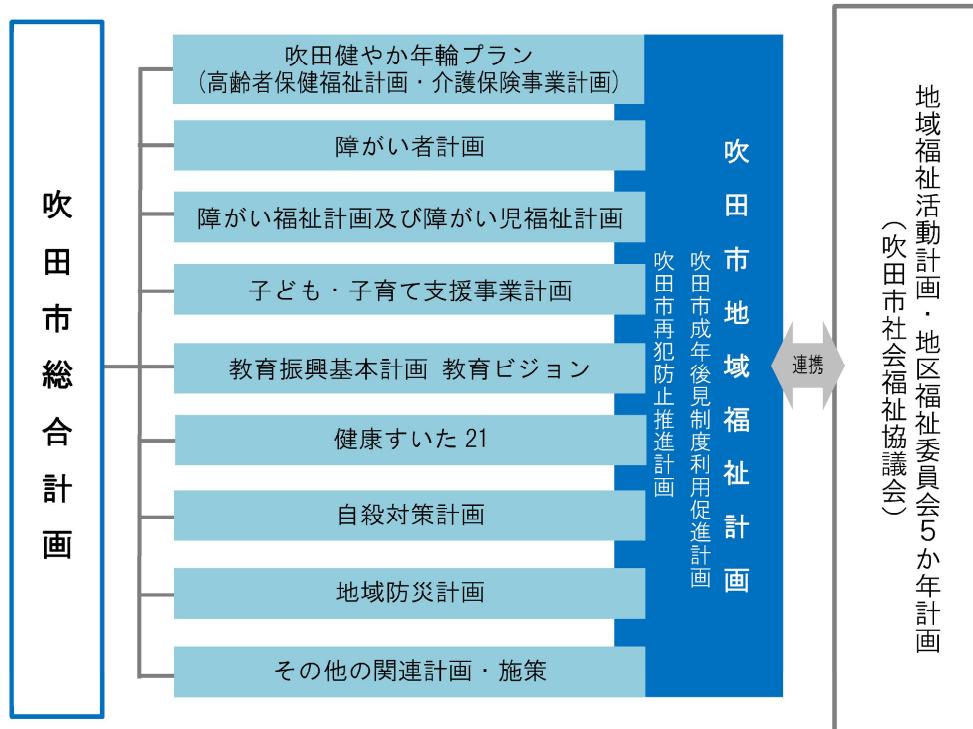 吹田市総合計画
吹田健やか年輪プラン
(高齢者保健福祉計画・介護保険事業計画)
障がい者計画
障がい福祉計画及び障がい児福祉計画
子ども・子育て支援事業計画
教育振興基本計画 教育ビジョン
健康すいた 21
自殺対策計画
地域防災計画
その他の関連計画・施策
吹田市地域福祉計画
吹田市成年後見制度利用促進計画
吹田市再犯防止推進計画
連携
地域福祉活動計画・地区福祉委員会5か年計画
(吹田市社会福祉協議会)